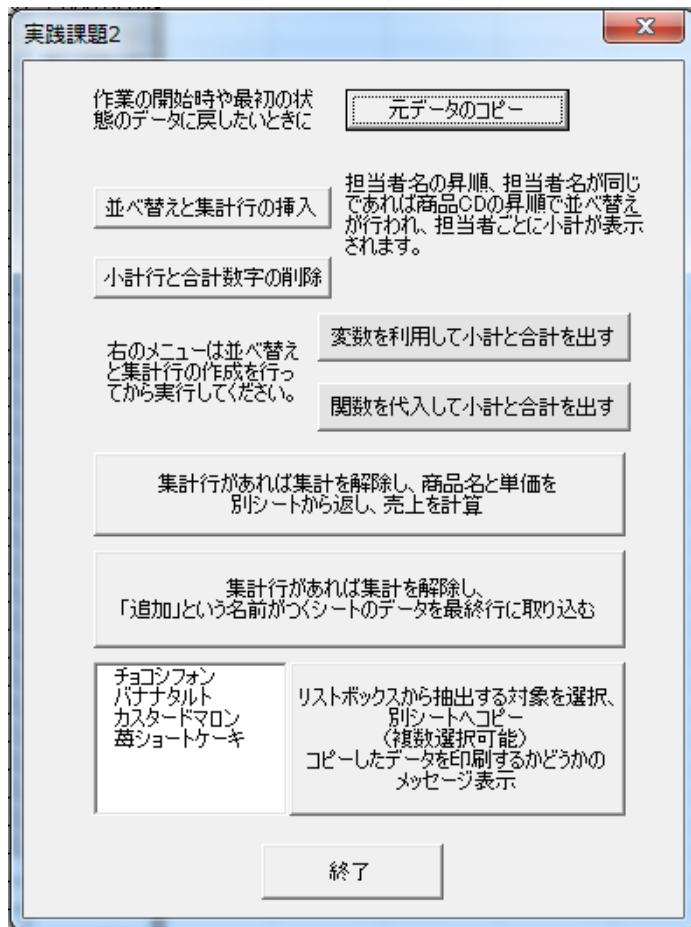 実践課題2
作業の開始時や最初の状
態のデータに戻したいときに
元データのコピー
並べ替えと集計行の挿入
担当者名の昇順、担当者名が同じ
であれば商品CDの昇順で並べ替え
が行われ、担当者ごとに小計が表示
されます。
小計行と合計数字の削除
右のメニューは並べ替え
と集計行の作成を行っ
てから実行してください。
変数を利用して小計と合計を出す
関数を代入して小計と合計を出す
集計行があれば集計を解除し、商品名と単価を
別シートから返し、売上を計算
集計行があれば集計を解除し、
「追加」という名前がつくシートのデータを最終行に取り込む
チョコシフォン
バナナタルト
カスタードマロン
苺ショートケーキ
リストボックスから抽出する対象を選択、
別シートへコピー
（複数選択可能）
コピーしたデータを印刷するかどうかの
メッセージ表示
終了